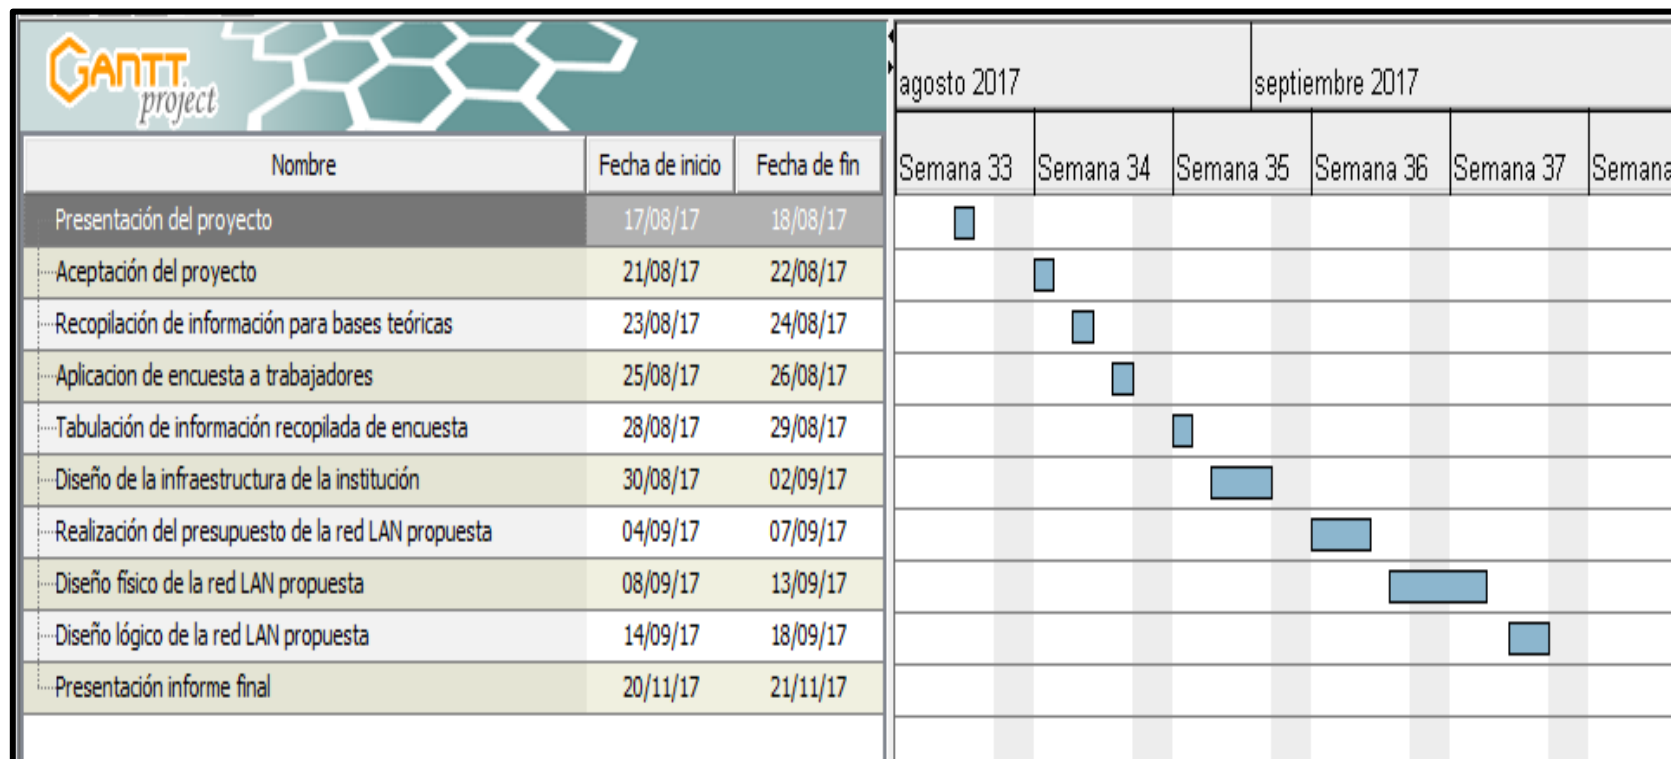 GANTT
project
agosto 2017 septiembre 2017
Nombre Fecha de inicio Fecha de fin Semana 33 Semana 34 Semana 35 Semana 36 Semana 37 Semana
Presentación del proyecto 17/08/17 18/08/17
Aceptación del proyecto 21/08/17 22/08/17
Recopilación de información para bases teóricas 23/08/17 24/08/17
Aplicacion de encuesta a trabajadores 25/08/17 26/08/17
Tabulación de información recopilada de encuesta 28/08/17 29/08/17
Diseño de la infraestructura de la institución 30/08/17 02/09/17
Realización del presupuesto de la red LAN propuesta 04/09/17 07/09/17
Diseño físico de la red LAN propuesta 08/09/17 13/09/17
Diseño lógico de la red LAN propuesta 14/09/17 18/09/17
Presentación informe final 20/11/17 21/11/17